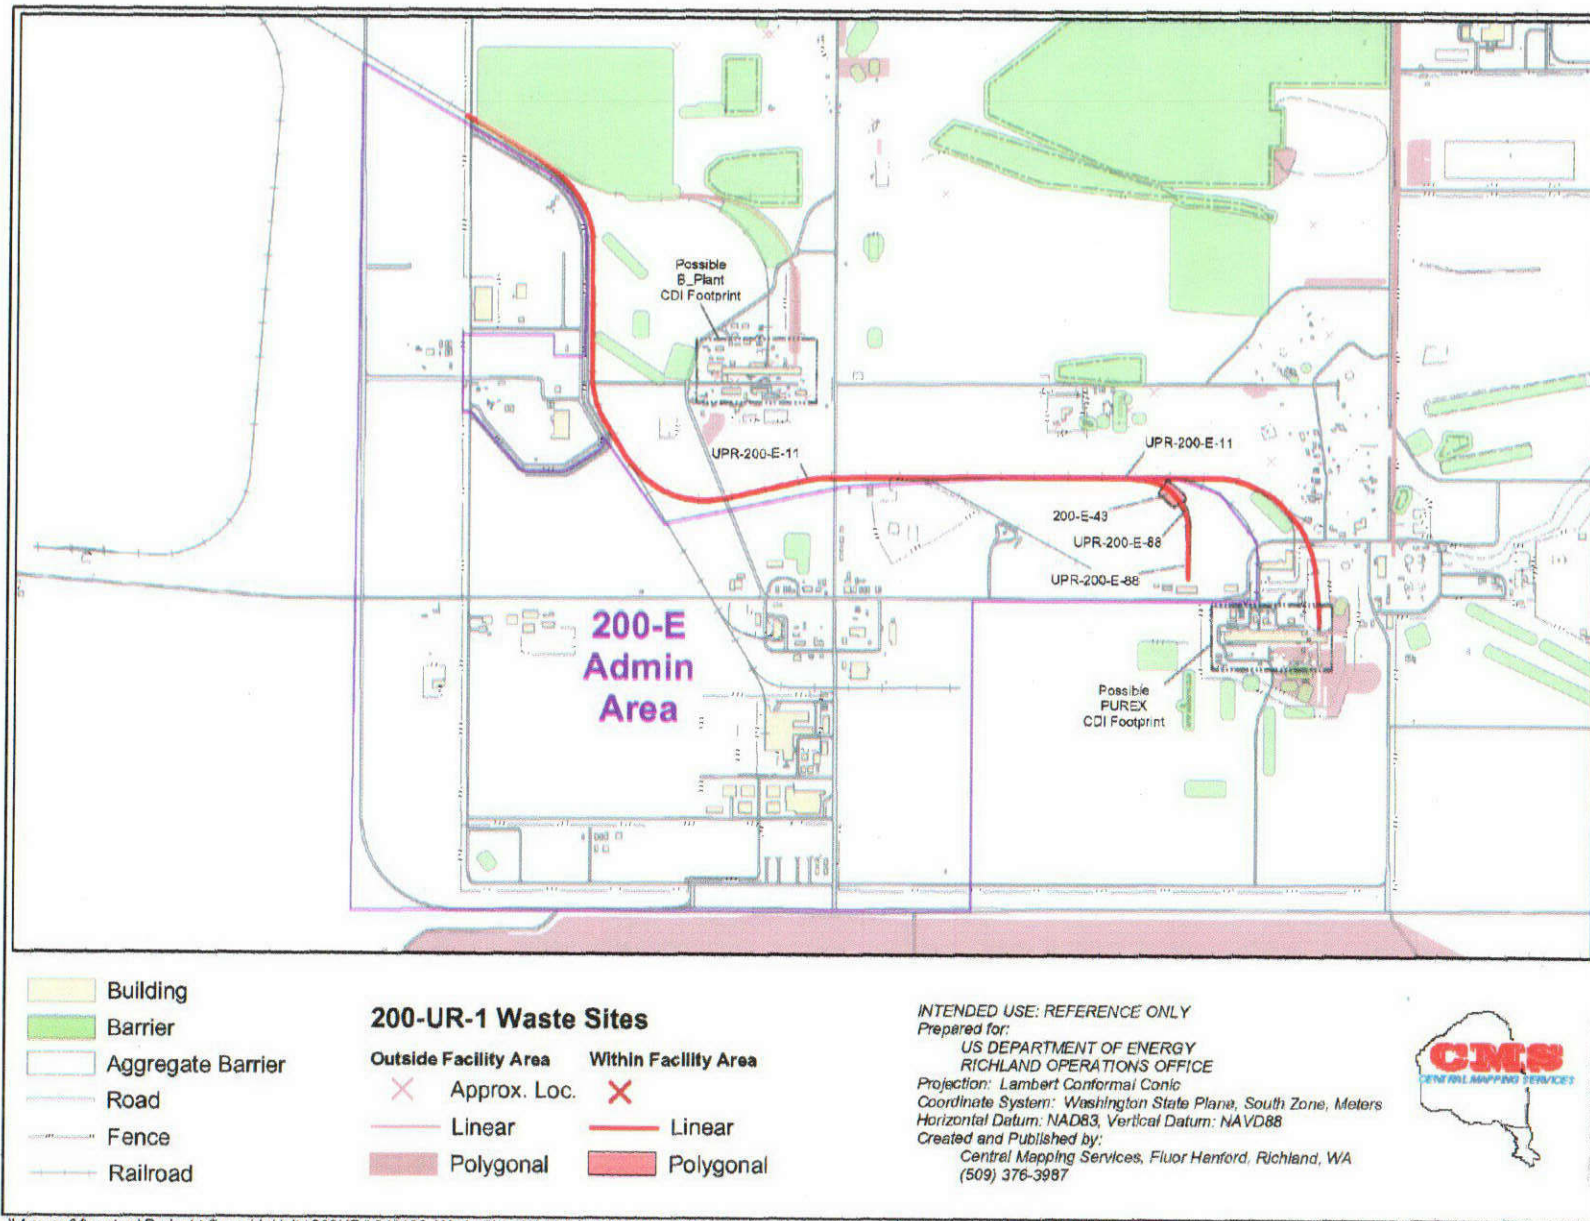 Possible
B_Plant
CDI Footprint
UPR-200-E-11
UPR-200-E-11
200-E-43
UPR-200-E-88
UPR-200-E-88
200-E
Admin
Area
Possible
PUREX
CDI Footprint
Building
Barrier
Aggregate Barrier
Road
Fence
Railroad
200-UR-1 Waste Sites
Outside Facility Area
Within Facility Area
Approx. Loc.
Linear
Linear
Polygonal
Polygonal
INTENDED USE: REFERENCE ONLY
Prepared for:
US DEPARTMENT OF ENERGY
RICHLAND OPERATIONS OFFICE
Projection: Lambert Conformal Conic
Coordinate System: Washington State Plane, South Zone, Meters
Horizontal Datum: NAD83, Vertical Datum: NAVD88
Created and Published by:
Central Mapping Services, Fluor Hanford, Richland, WA
(509) 376-3987
CMS
CENTRAL MAPPING SERVICES